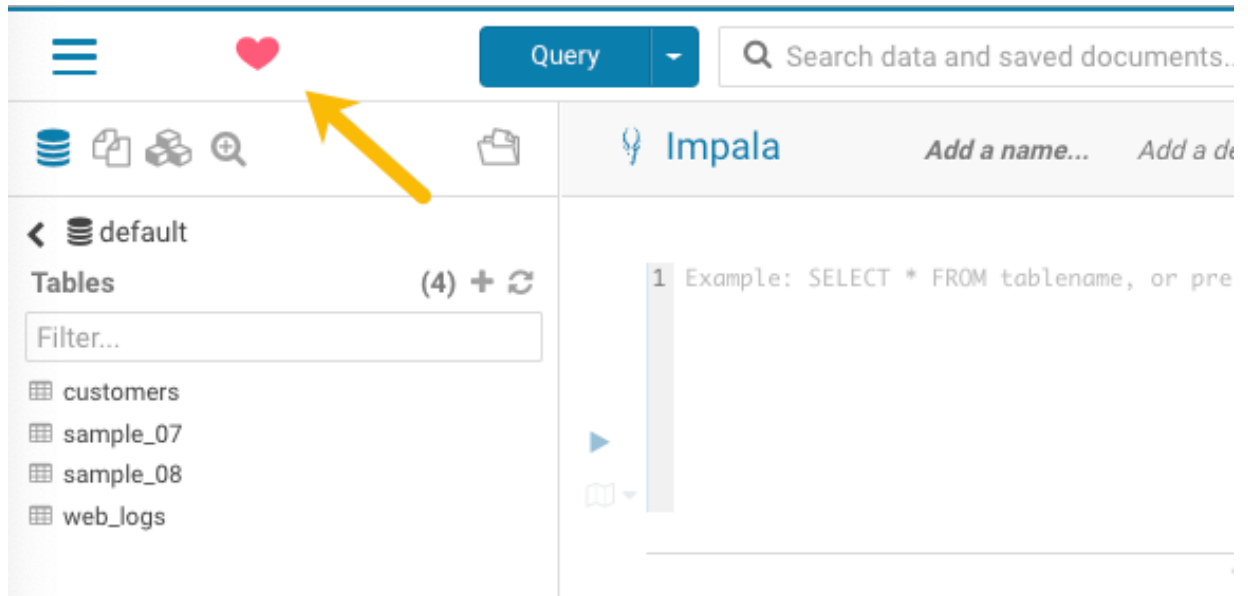 Query
Search data and saved documents..
Impala
Add a name...
Add a de
default
Tables (4)
Filter...
1 Example: SELECT * FROM tablename, or pre
customers
sample_07
sample_08
web_logs